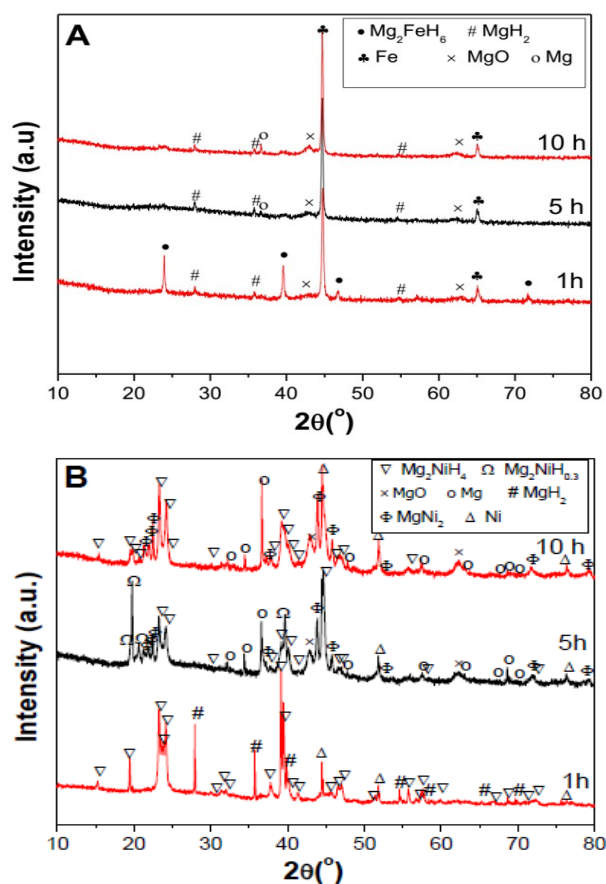 A
● Mg₂FeH₆ # MgH₂
♣ Fe × MgO o Mg
Intensity (a.u)
# # o × ♣ # × ♣
10 h
# # o × # × ♣
5 h
● # # ● × ● # × ♣ ●
1h
10 20 30 40 50 60 70 80
2θ(°)
B
▽ Mg₂NiH₄ Ω Mg₂NiH₀.₃
× MgO o Mg # MgH₂
Φ MgNi₂ Δ Ni
Intensity (a.u.)
10 h
5h
1h
10 20 30 40 50 60 70 80
2θ(°)